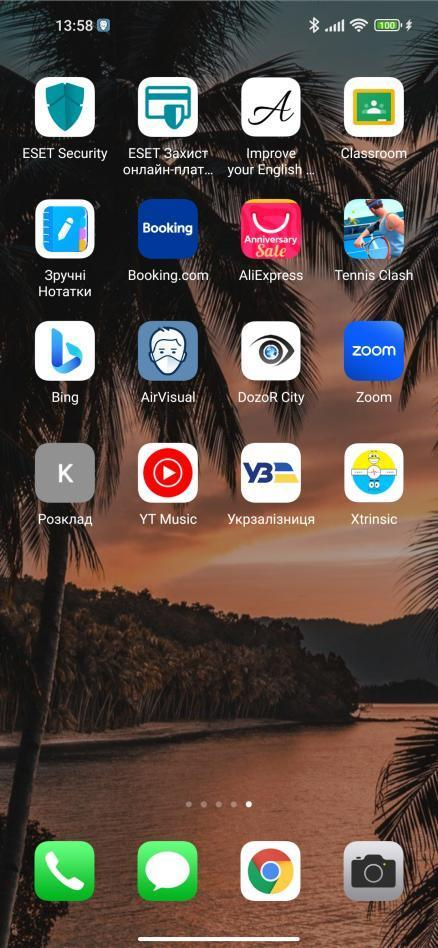 13:58
100
ESET Security
ESET Захист
онлайн-плат...
A
Improve
your English ...
Classroom
Зручні
Нотатки
Booking
Booking.com
Anniversary
Sale
AliExpress
Tennis Clash
Bing
AirVisual
DozoR City
zoom
Zoom
K
Розклад
YT Music
УЗ
Укрзалізниця
Xtrinsic